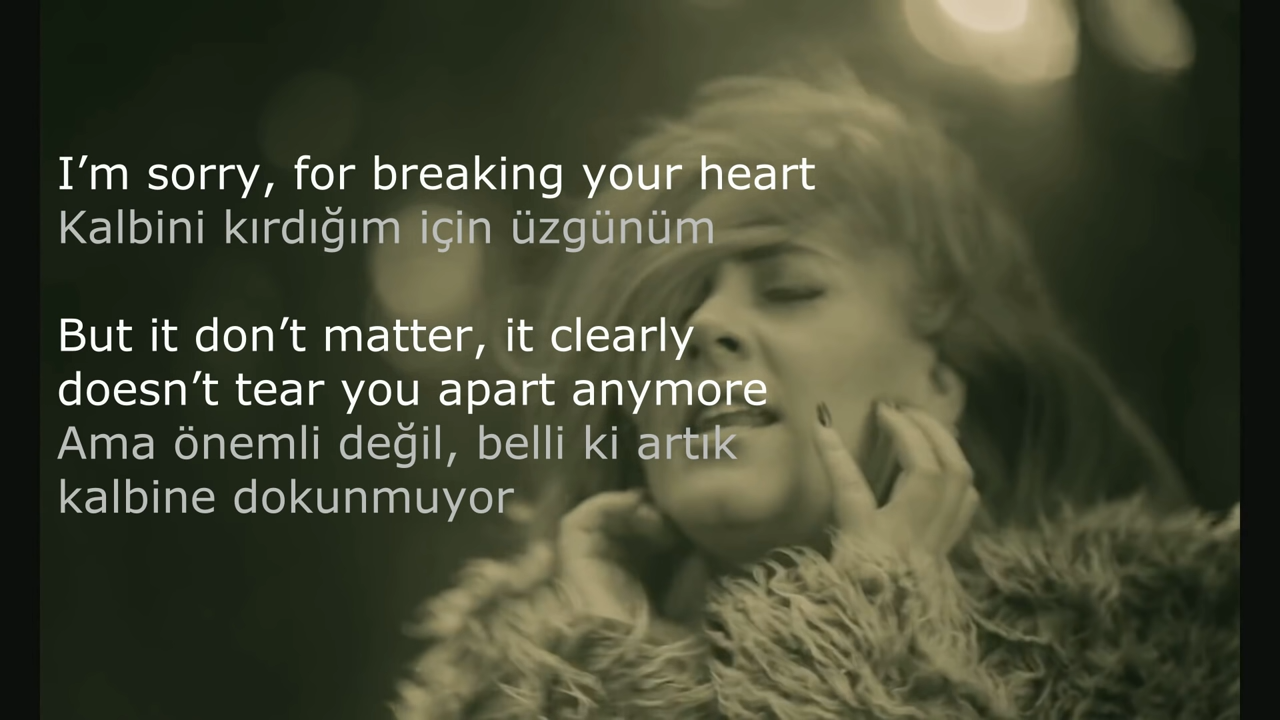 I’m sorry, for breaking your heart
Kalbini kırdığım için üzgünüm
But it don’t matter, it clearly
doesn’t tear you apart anymore
Ama önemli değil, belli ki artık
kalbine dokunmuyor